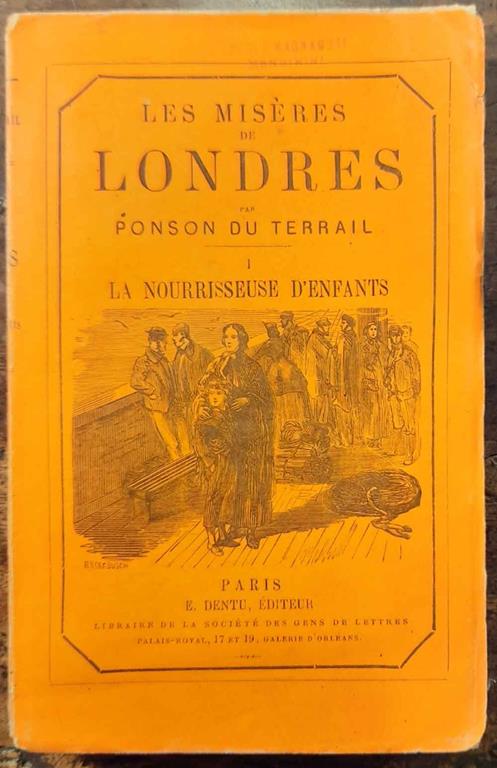 LES MISÈRES
DE
LONDRES
PAR
PONSON DU TERRAIL
I
LA NOURRISSEUSE D'ENFANTS
PARIS
E. DENTU, ÉDITEUR
LIBRAIRE DE LA SOCIÉTÉ DES GENS DE LETTRES
PALAIS-ROYAL, 17 ET 19, GALERIE D'ORLÉANS.